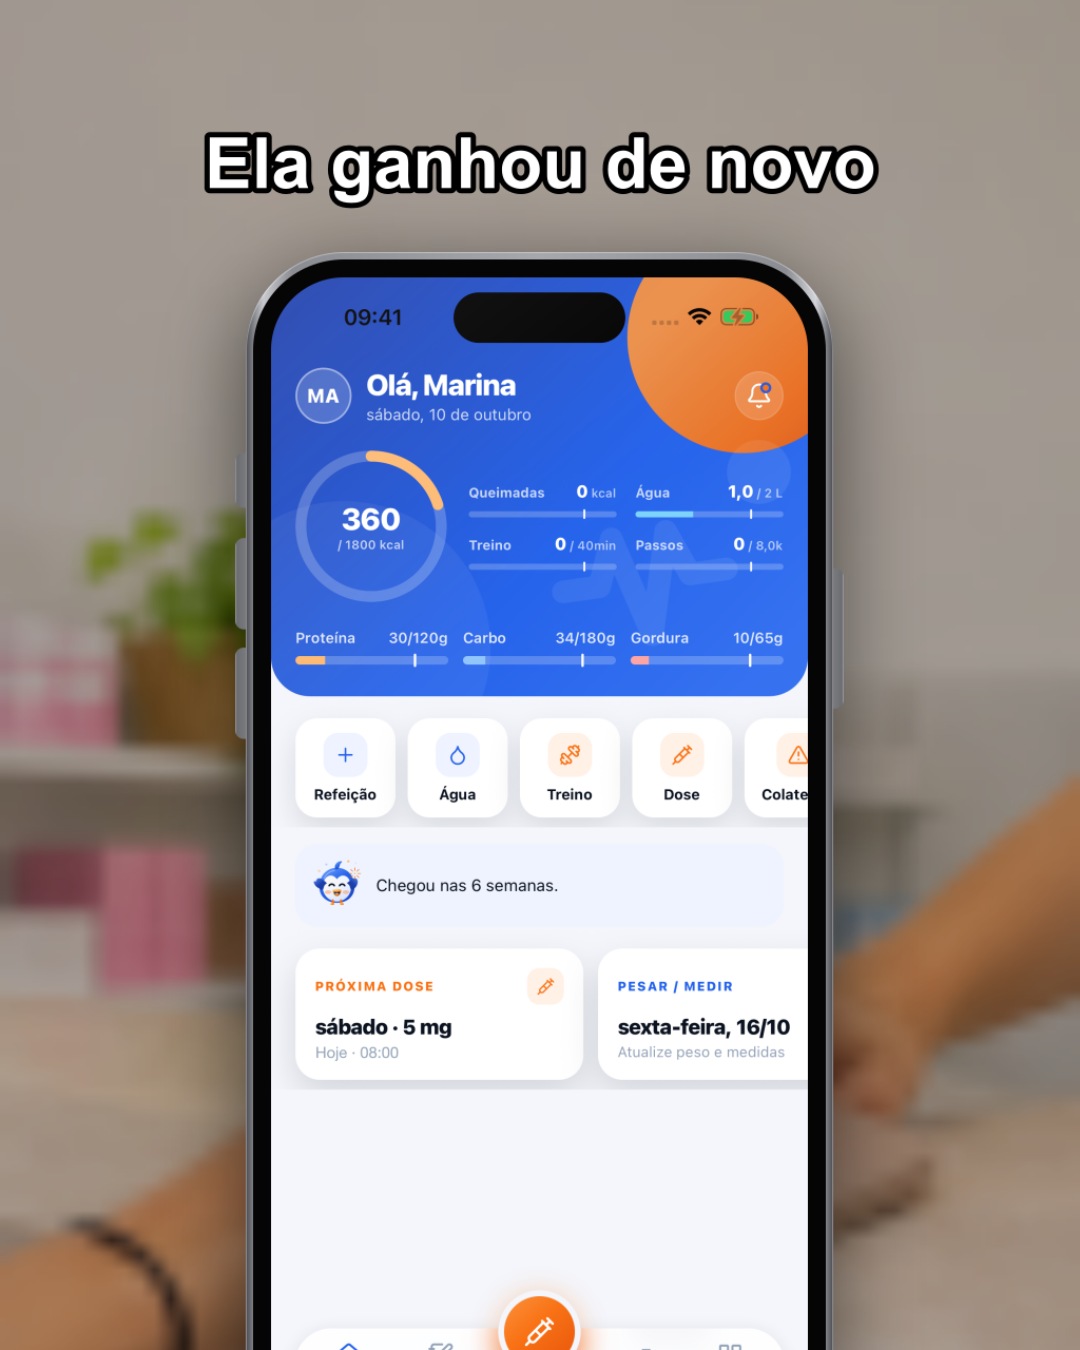 Ela ganhou de novo
09:41
MA
Olá, Marina
sábado, 10 de outubro
360
/ 1800 kcal
Queimadas 0 kcal
Água 1,0 / 2 L
Treino 0 / 40min
Passos 0 / 8,0k
Proteína 30/120g
Carbo 34/180g
Gordura 10/65g
Refeição
Água
Treino
Dose
Colate
Chegou nas 6 semanas.
PRÓXIMA DOSE
sábado · 5 mg
Hoje · 08:00
PESAR / MEDIR
sexta-feira, 16/10
Atualize peso e medidas